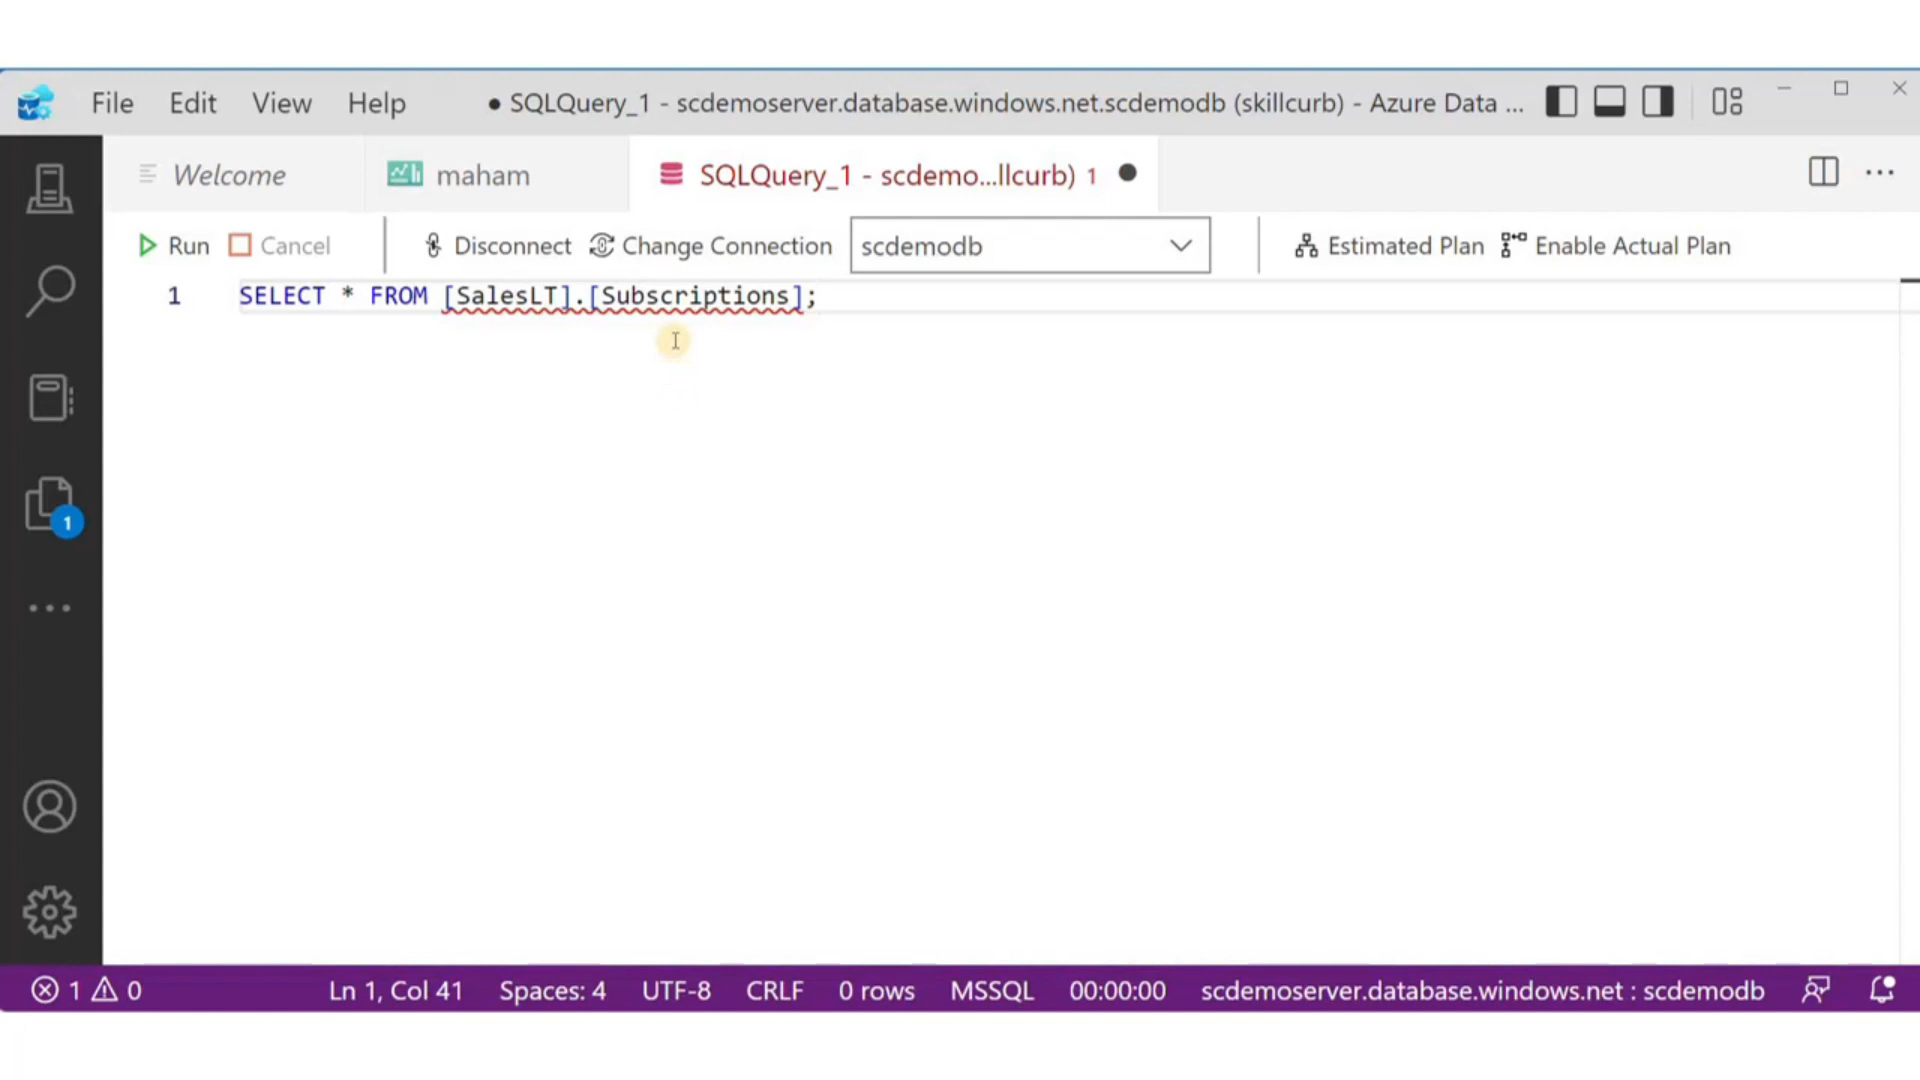 File Edit View Help ● SQLQuery_1 - scdemoserver.database.windows.net.scdemodb (skillcurb) - Azure Data ...
Welcome maham SQLQuery_1 - scdemo...llcurb) 1
Run Cancel Disconnect Change Connection scdemodb Estimated Plan Enable Actual Plan
1 SELECT * FROM [SalesLT].[Subscriptions];
1
1 0 Ln 1, Col 41 Spaces: 4 UTF-8 CRLF 0 rows MSSQL 00:00:00 scdemoserver.database.windows.net : scdemodb